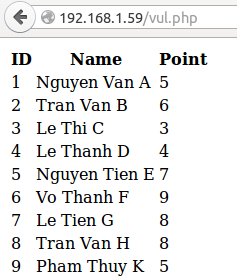 192.168.1.59/vul.php
ID Name Point
1 Nguyen Van A 5
2 Tran Van B 6
3 Le Thi C 3
4 Le Thanh D 4
5 Nguyen Tien E 7
6 Vo Thanh F 9
7 Le Tien G 8
8 Tran Van H 8
9 Pham Thuy K 5